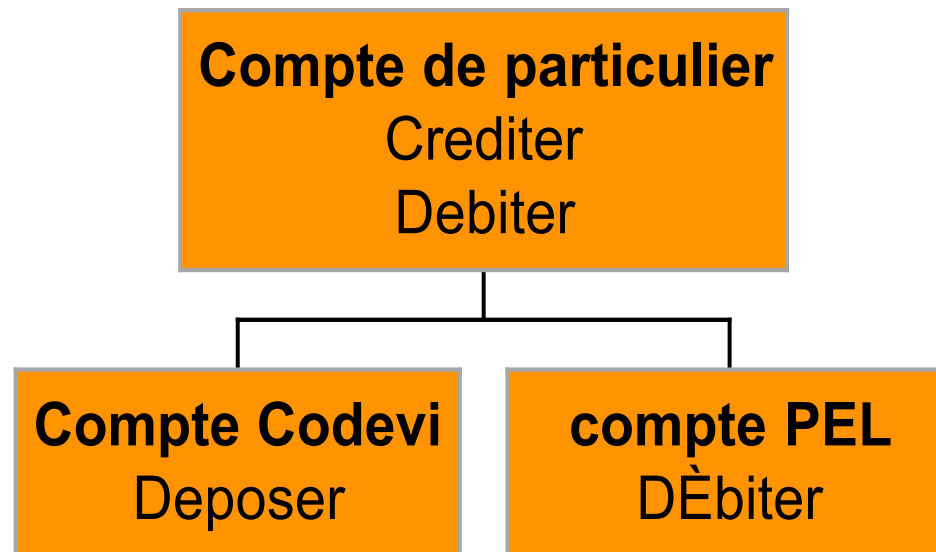 Compte de particulier
Crediter
Debiter
Compte Codevi
Deposer
compte PEL
DÈbiter